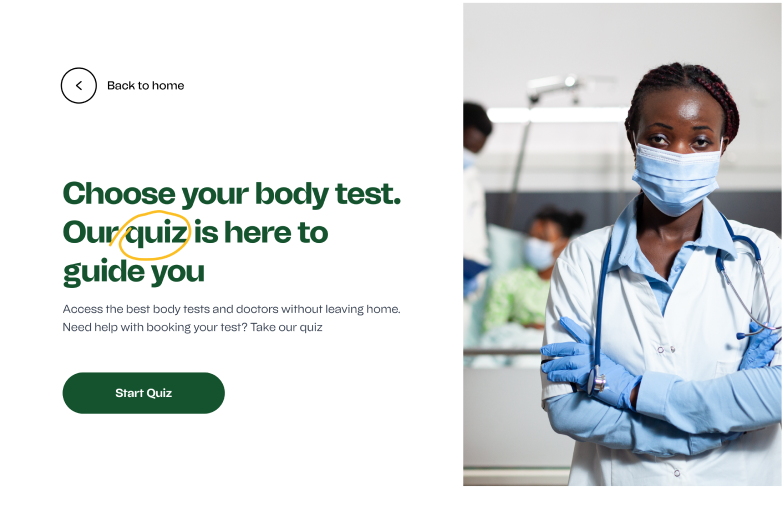 Back to home
Choose your body test.
Our quiz is here to
guide you
Access the best body tests and doctors without leaving home.
Need help with booking your test? Take our quiz
Start Quiz